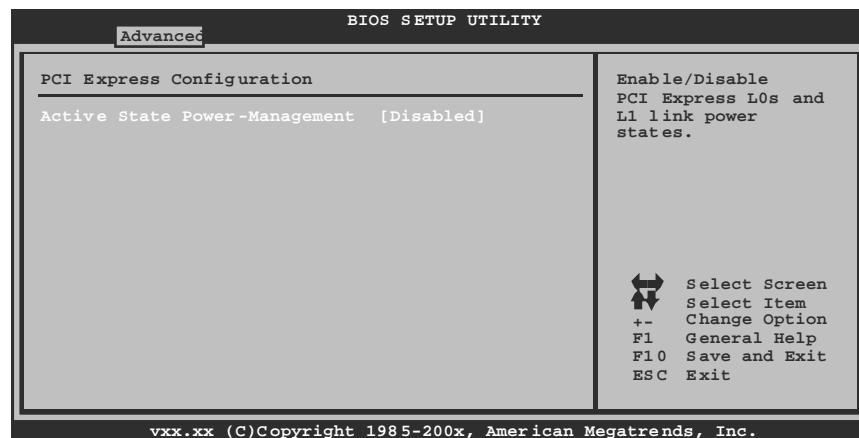 BIOS SETUP UTILITY
Advanced
PCI Express Configuration
Active State Power-Management [Disabled]
Enable/Disable
PCI Express L0s and
L1 link power
states.
Select Screen
Select Item
+- Change Option
F1 General Help
F10 Save and Exit
ESC Exit
vxx.xx (C)Copyright 1985-200x, American Megatrends, Inc.